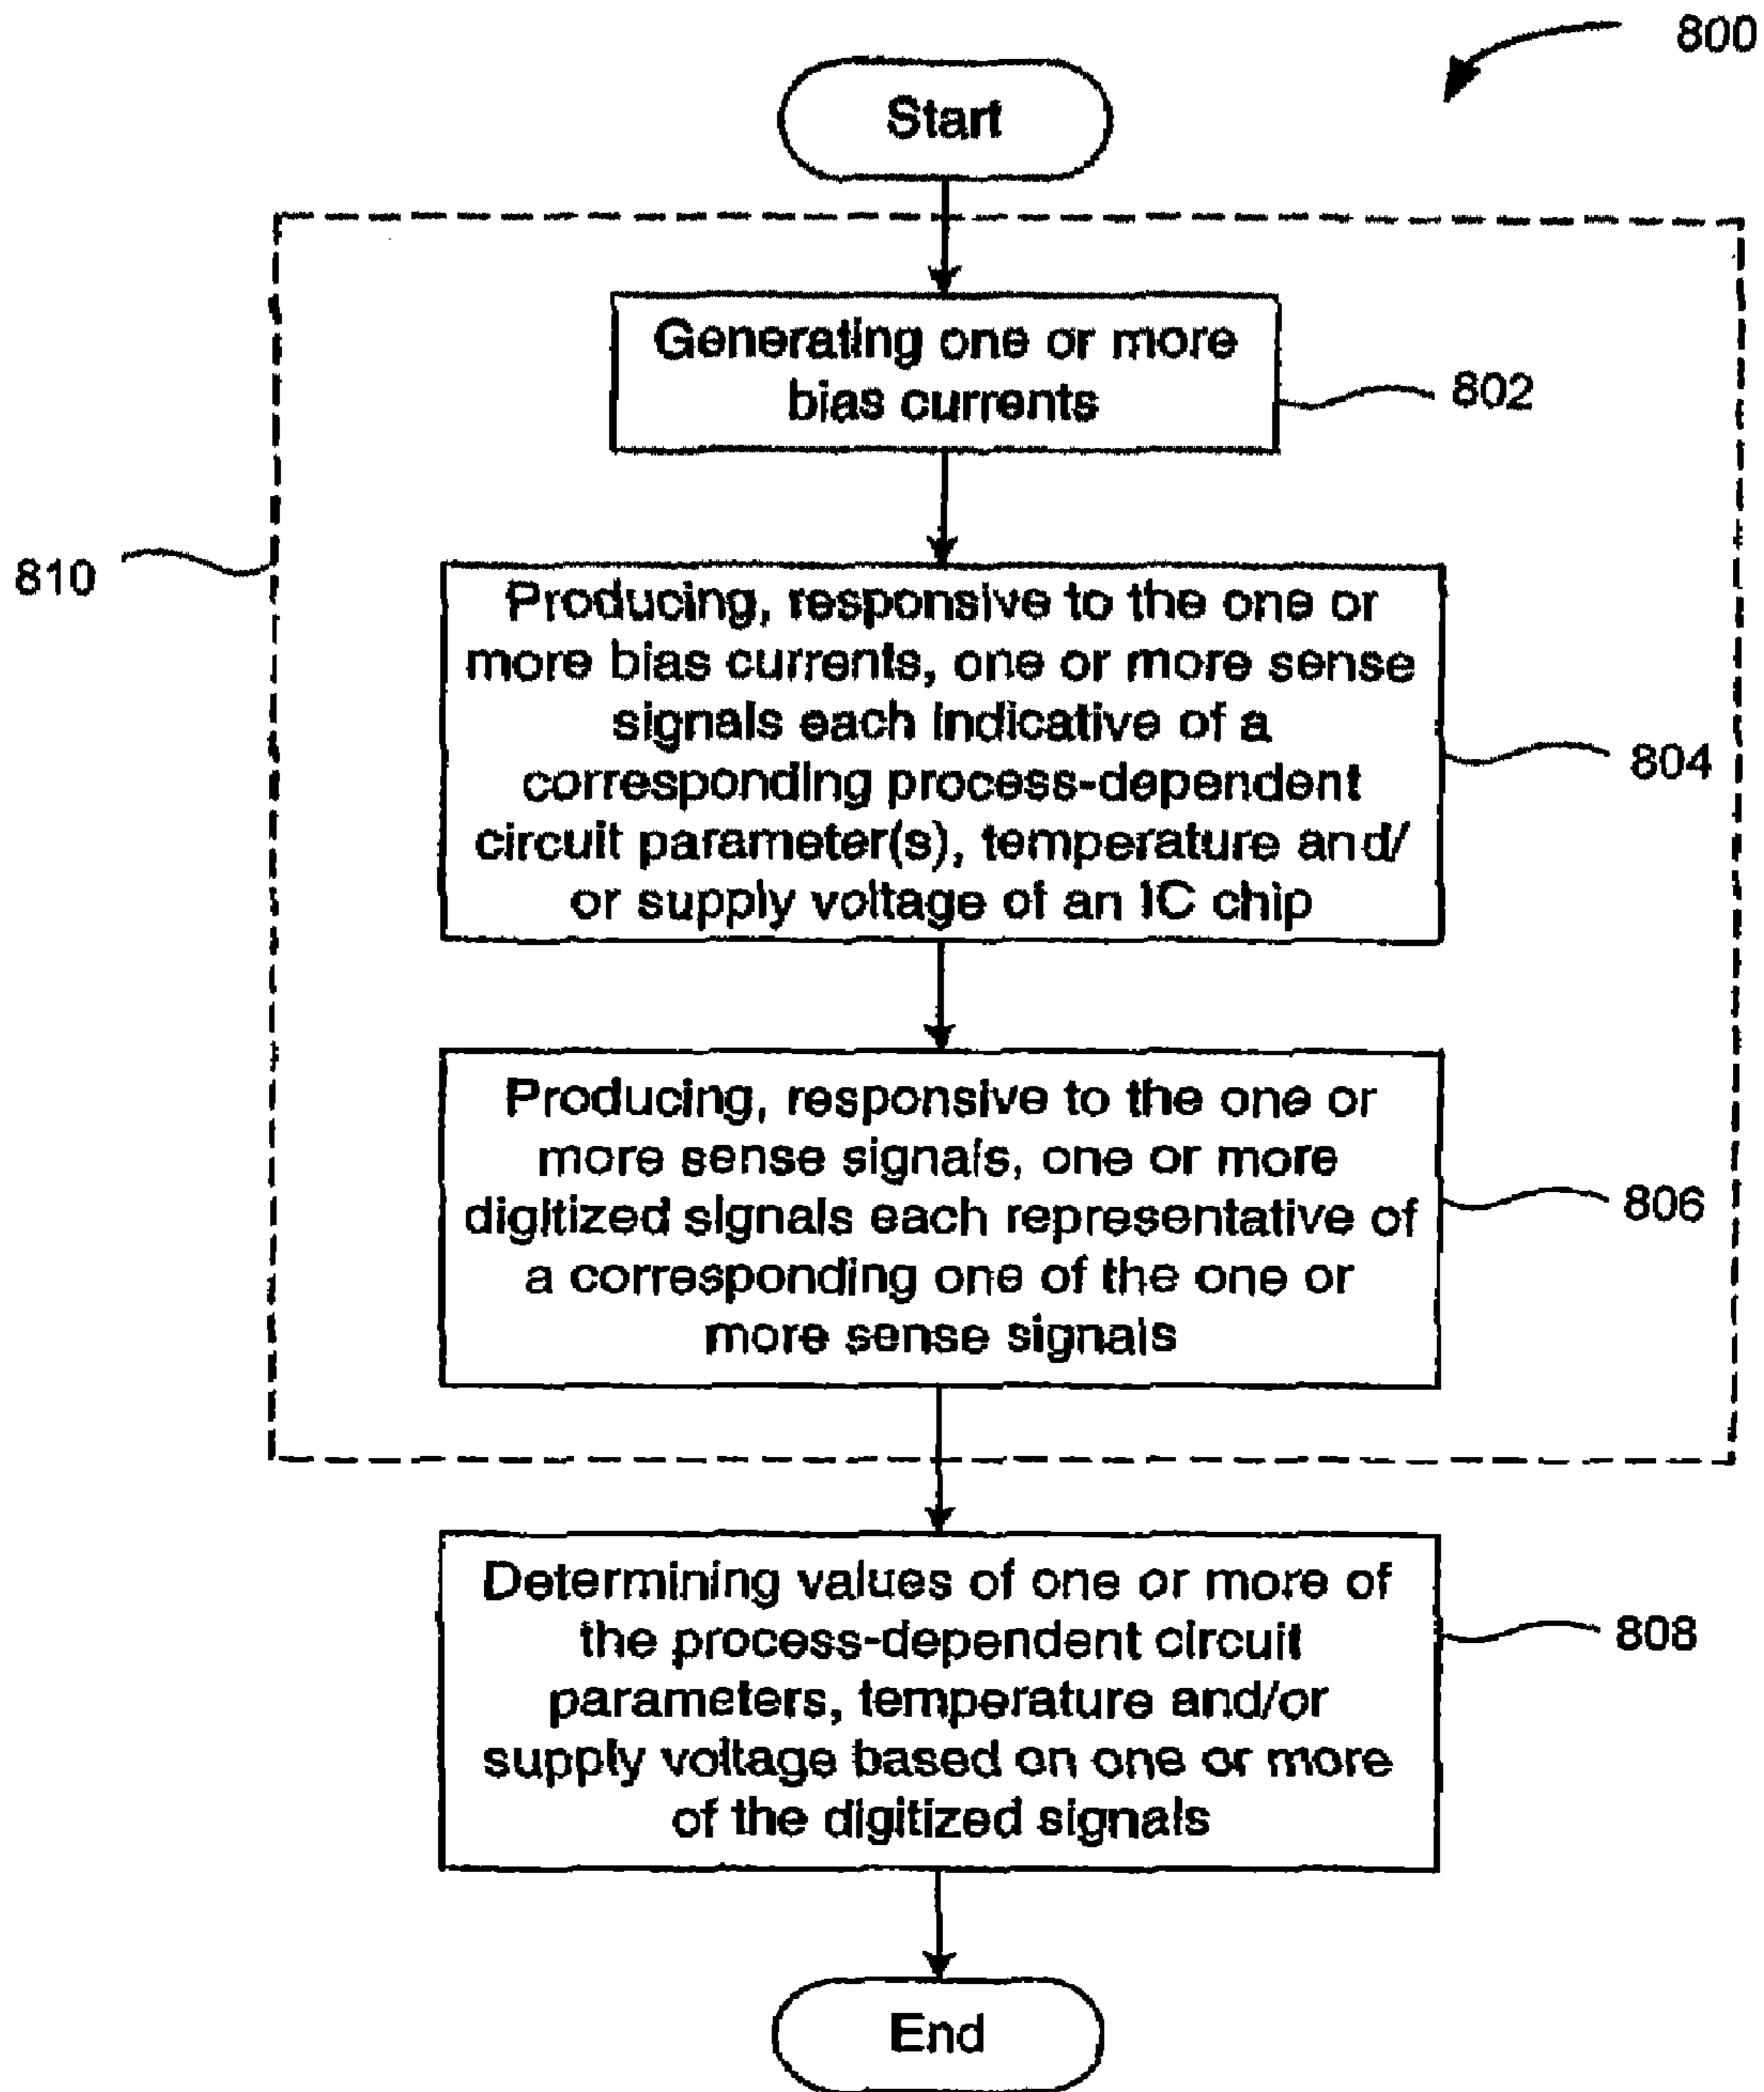 800
Start
Generating one or more
bias currents
802
810
Producing, responsive to the one or
more bias currents, one or more sense
signals each indicative of a
corresponding process-dependent
circuit parameter(s), temperature and/
or supply voltage of an IC chip
804
Producing, responsive to the one or
more sense signals, one or more
digitized signals each representative of
a corresponding one of the one or
more sense signals
806
Determining values of one or more of
the process-dependent circuit
parameters, temperature and/or
supply voltage based on one or more
of the digitized signals
808
End